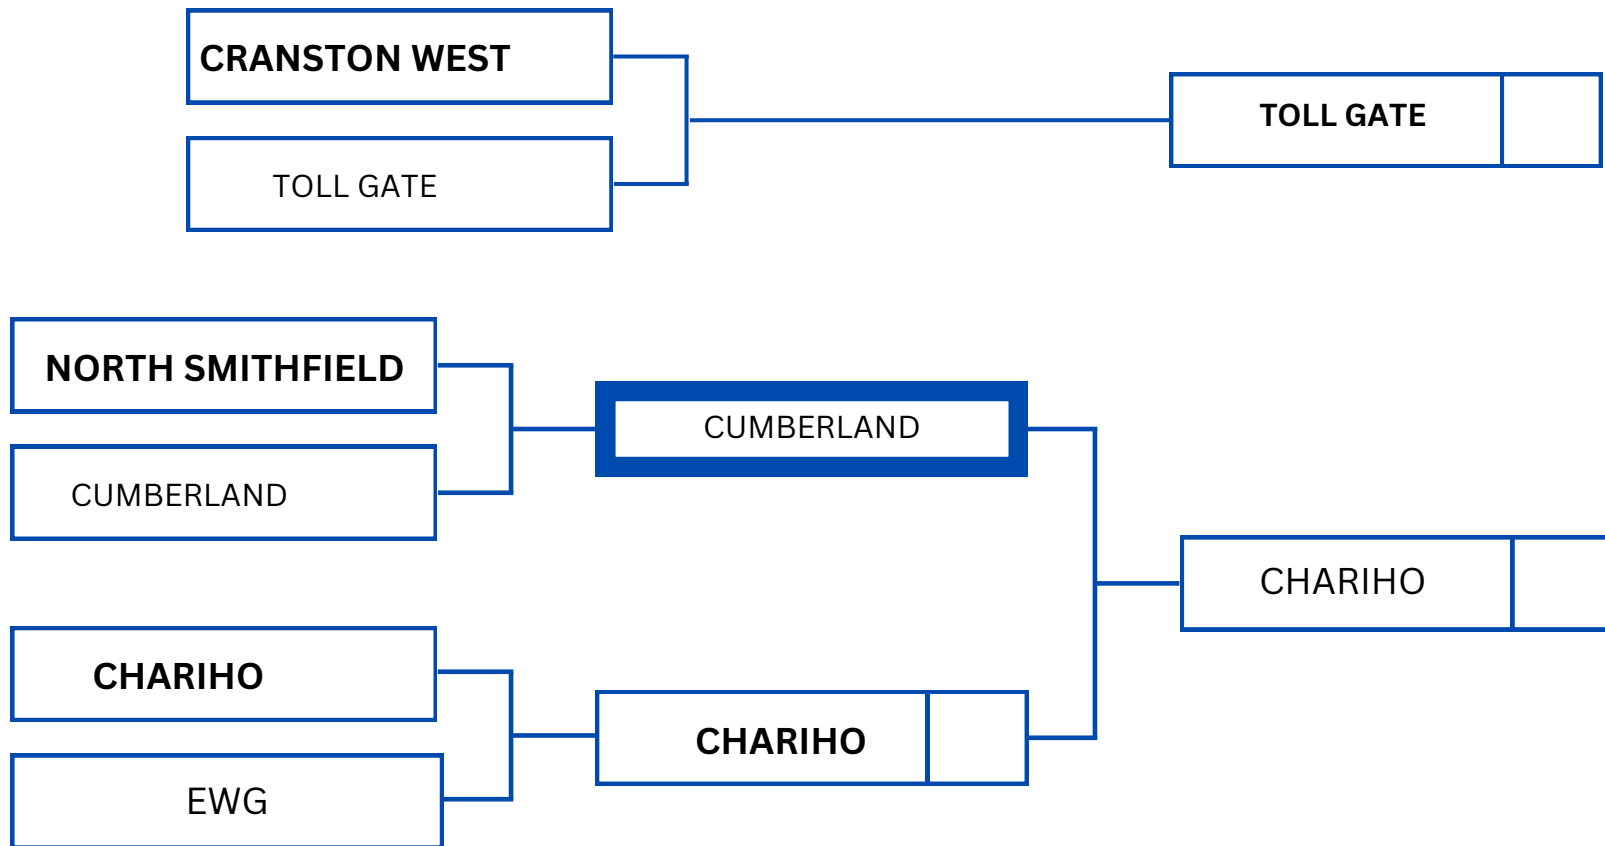 CRANSTON WEST
TOLL GATE
TOLL GATE
NORTH SMITHFIELD
CUMBERLAND
CUMBERLAND
CHARIHO
CHARIHO
EWG
CHARIHO